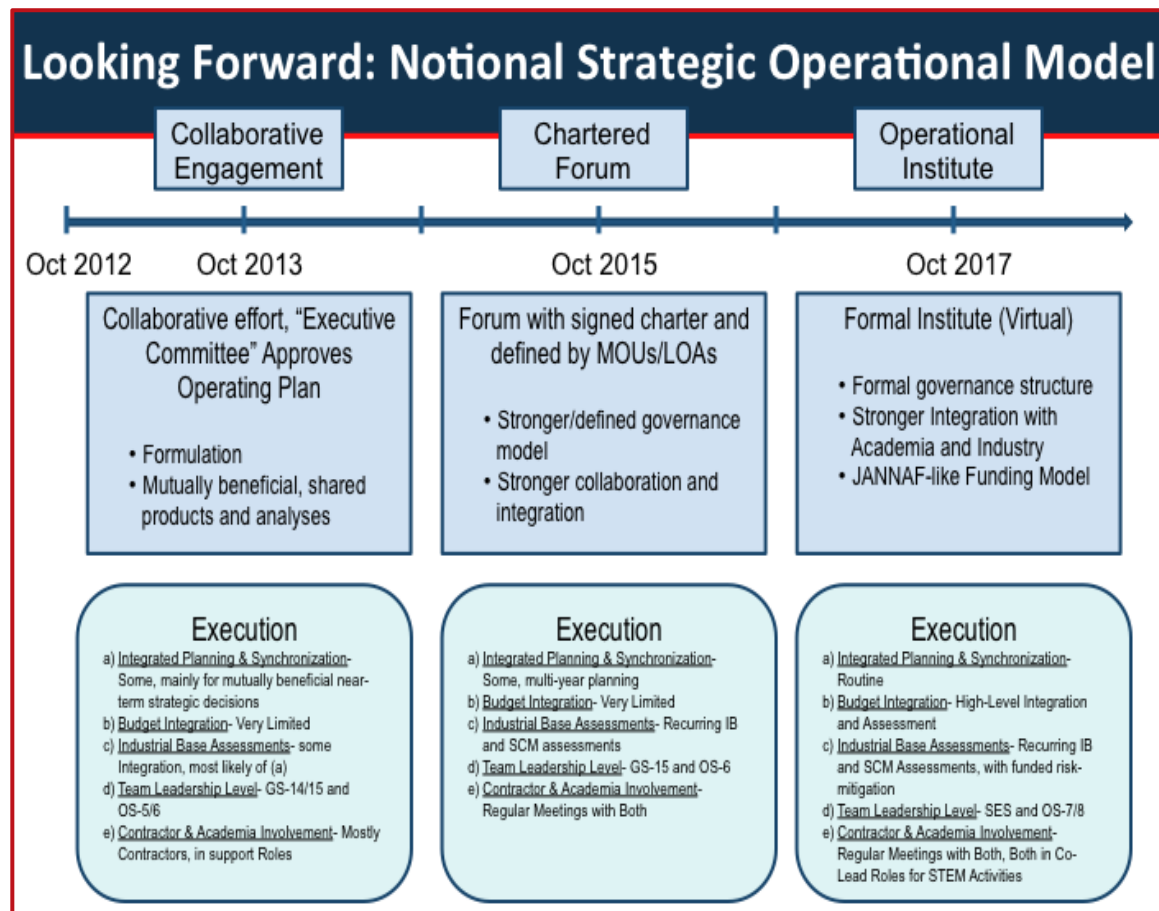 Looking Forward: Notional Strategic Operational Model
Collaborative
Engagement
Chartered
Forum
Operational
Institute
Oct 2012
Oct 2013
Oct 2015
Oct 2017
Collaborative effort, “Executive
Committee” Approves
Operating Plan
• Formulation
• Mutually beneficial, shared
products and analyses
Forum with signed charter and
defined by MOUs/LOAs
• Stronger/defined governance
model
• Stronger collaboration and
integration
Formal Institute (Virtual)
• Formal governance structure
• Stronger Integration with
Academia and Industry
• JANNAF-like Funding Model
Execution
a) Integrated Planning & Synchronization-
Some, mainly for mutually beneficial near-
term strategic decisions
b) Budget Integration- Very Limited
c) Industrial Base Assessments- some
Integration, most likely of (a)
d) Team Leadership Level- GS-14/15 and
OS-5/6
e) Contractor & Academia Involvement- Mostly
Contractors, in support Roles
Execution
a) Integrated Planning & Synchronization-
Some, multi-year planning
b) Budget Integration- Very Limited
c) Industrial Base Assessments- Recurring IB
and SCM assessments
d) Team Leadership Level- GS-15 and OS-6
e) Contractor & Academia Involvement-
Regular Meetings with Both
Execution
a) Integrated Planning & Synchronization-
Routine
b) Budget Integration- High-Level Integration
and Assessment
c) Industrial Base Assessments- Recurring IB
and SCM Assessments, with funded risk-
mitigation
d) Team Leadership Level- SES and OS-7/8
e) Contractor & Academia Involvement-
Regular Meetings with Both, Both in Co-
Lead Roles for STEM Activities